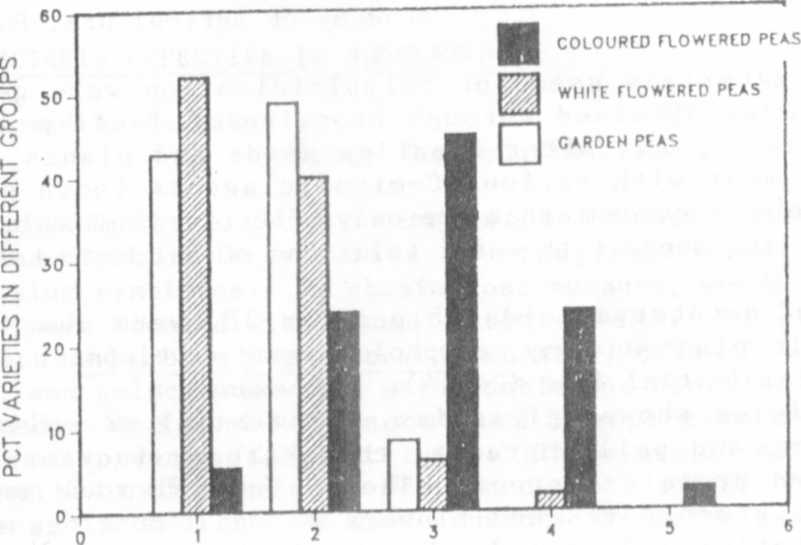 60
50
40
30
20
10
0
PCT VARIETIES IN DIFFERENT GROUPS
COLOURED FLOWERED PEAS
WHITE FLOWERED PEAS
GARDEN PEAS
0 1 2 3 4 5 6